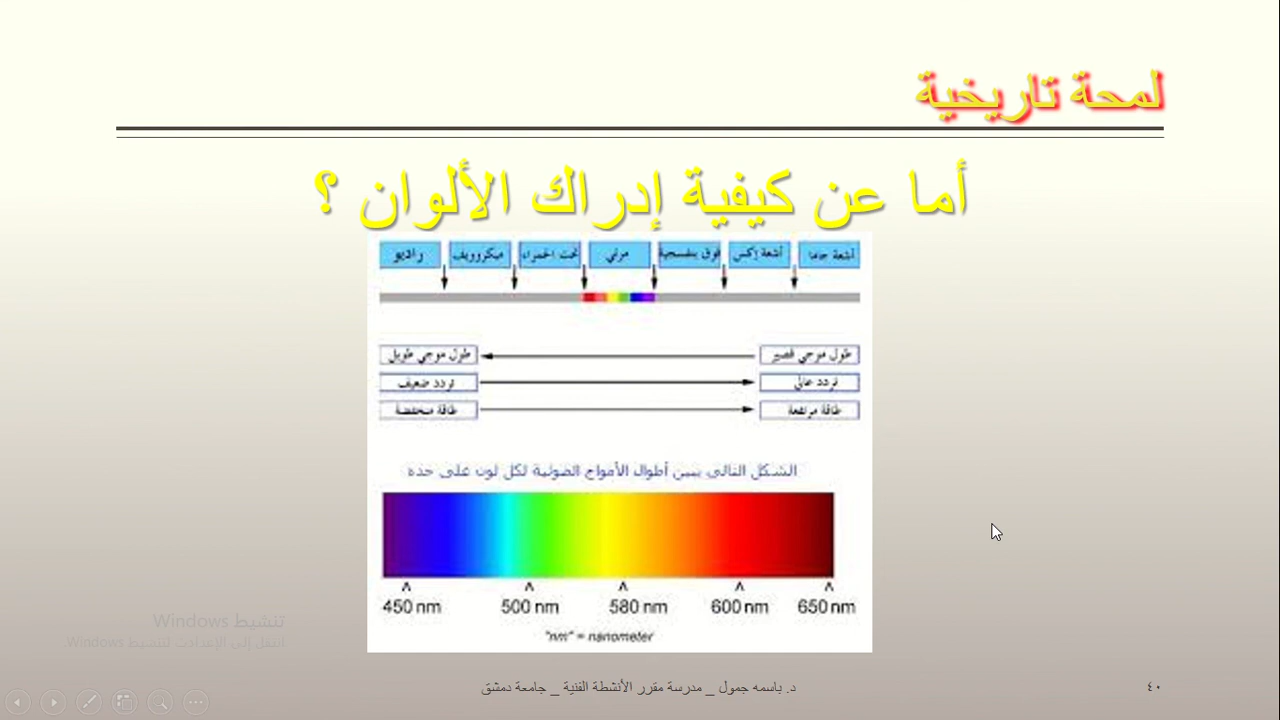 لمحة تاريخية
أما عن كيفية إدراك الألوان ؟
أشعة جاما أشعة إكس فوق بنفسجية مرئي تحت الحمراء ميكروويف راديو
طول موجي قصير طول موجي طويل
تردد عالي تردد ضعيف
طاقة مرتفعة طاقة منخفضة
الشكل التالى يبين أطوال الأمواج الضوئية لكل لون على حده
450 nm 500 nm 580 nm 600 nm 650 nm
"nm" = nanometer
تنشيط Windows
انتقل إلى الإعدادات لتنشيط Windows.
د. باسمه جمول _ مدرسة مقرر الأنشطة الفنية _ جامعة دمشق
٤٠